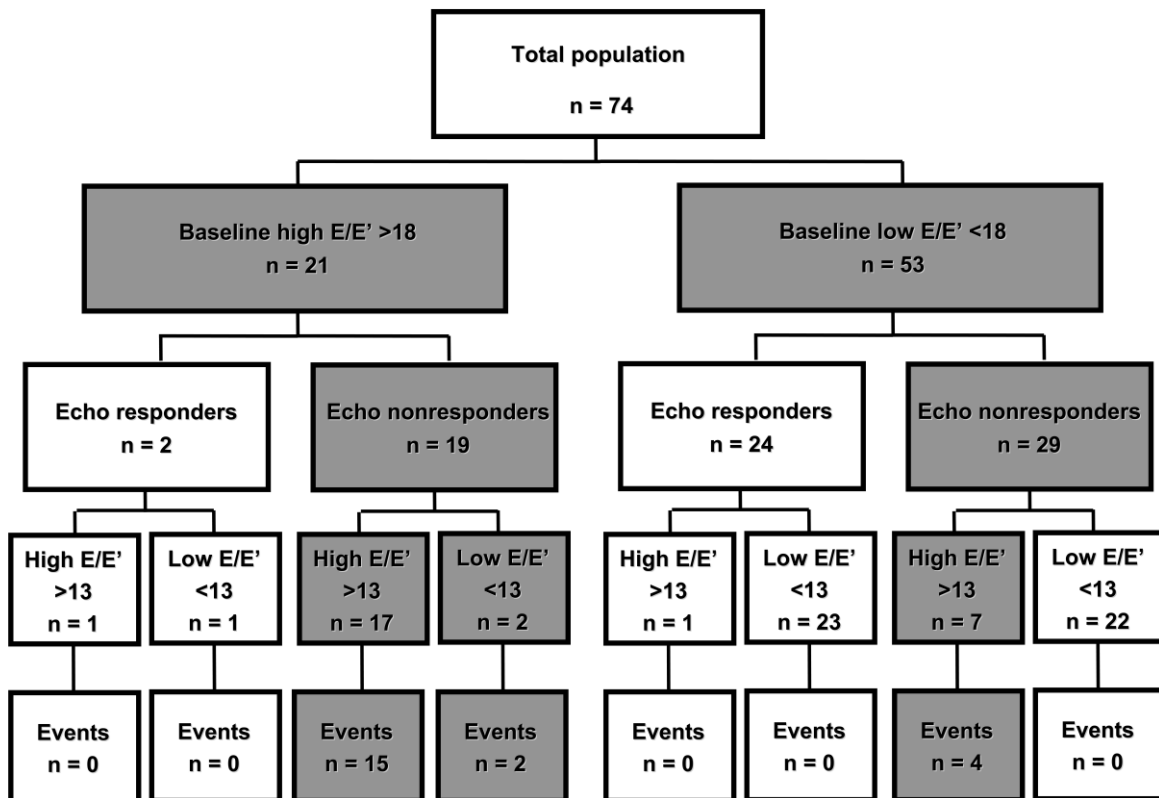 Total population
n = 74
Baseline high E/E’ >18
n = 21
Baseline low E/E’ <18
n = 53
Echo responders
n = 2
Echo nonresponders
n = 19
Echo responders
n = 24
Echo nonresponders
n = 29
High E/E’
>13
n = 1
Low E/E’
<13
n = 1
High E/E’
>13
n = 17
Low E/E’
<13
n = 2
High E/E’
>13
n = 1
Low E/E’
<13
n = 23
High E/E’
>13
n = 7
Low E/E’
<13
n = 22
Events
n = 0
Events
n = 0
Events
n = 15
Events
n = 2
Events
n = 0
Events
n = 0
Events
n = 4
Events
n = 0